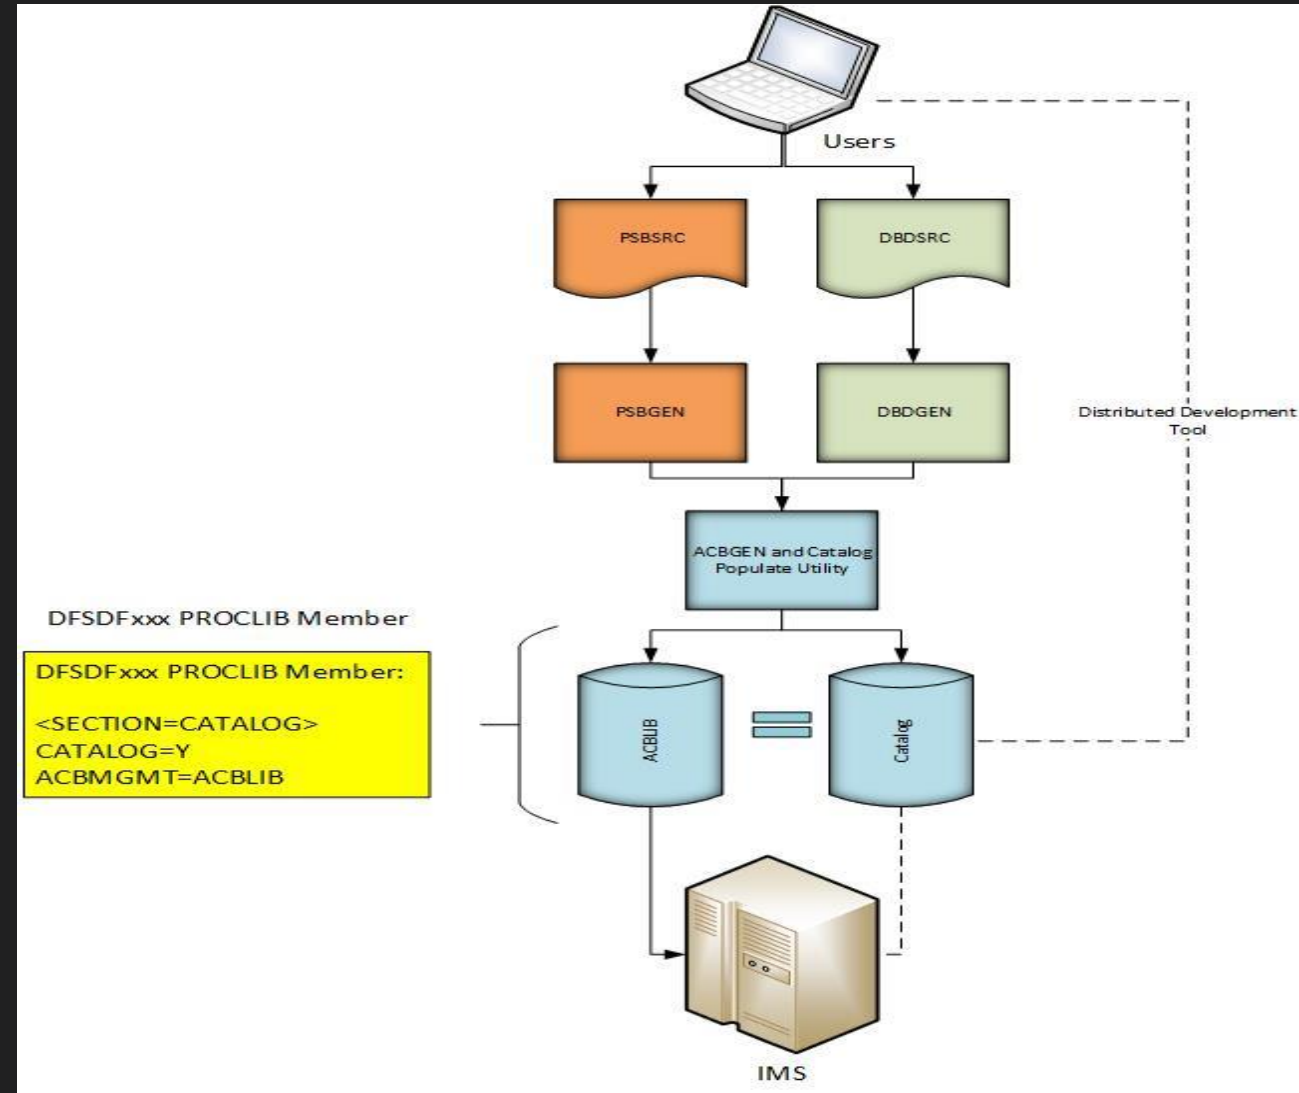 Users
PSBSRC
DBDSRC
PSBGEN
DBDGEN
Distributed Development
Tool
ACBGEN and Catalog
Populate Utility
DFSDFxxx PROCLIB Member
DFSDFxxx PROCLIB Member:
<SECTION=CATALOG>
CATALOG=Y
ACBMGMT=ACBLIB
ACBLIB
Catalog
IMS